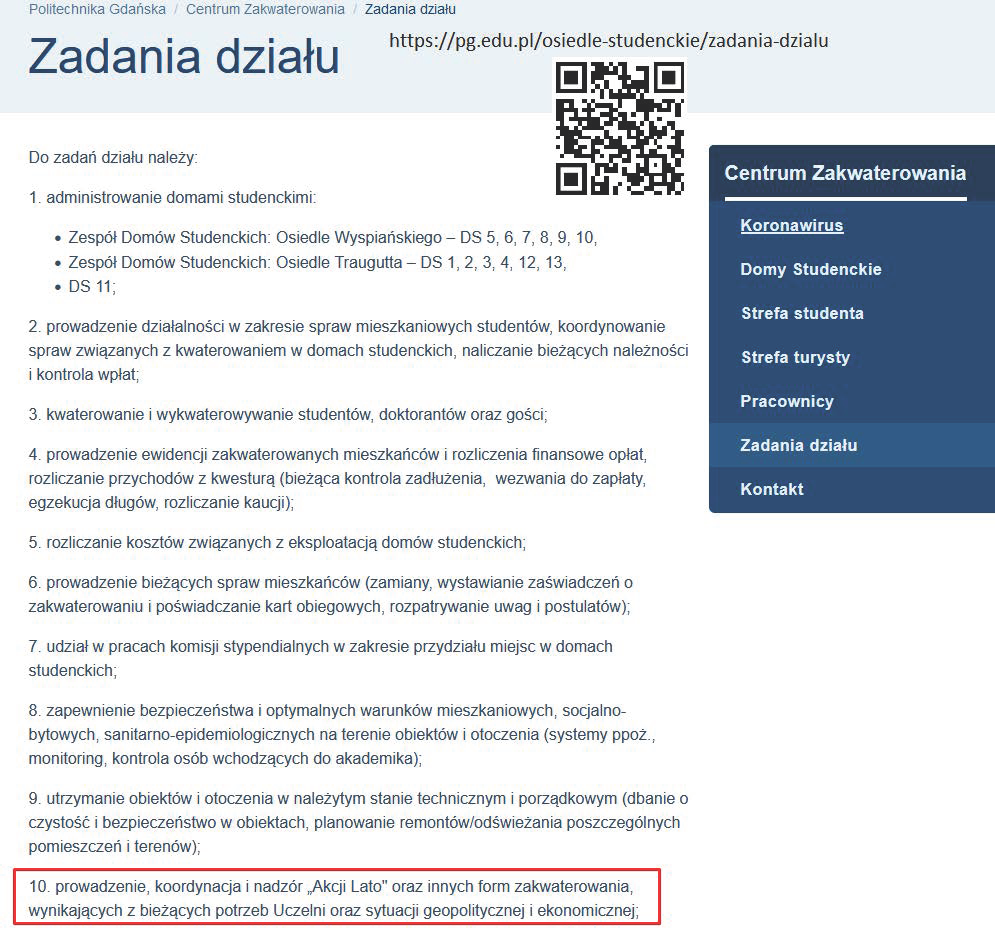 Politechnika Gdańska / Centrum Zakwaterowania / Zadania działu
Zadania działu
https://pg.edu.pl/osiedle-studenckie/zadania-dzialu
Do zadań działu należy:
1. administrowanie domami studenckimi:
• Zespół Domów Studenckich: Osiedle Wyspiańskiego – DS 5, 6, 7, 8, 9, 10,
• Zespół Domów Studenckich: Osiedle Traugutta – DS 1, 2, 3, 4, 12, 13,
• DS 11;
2. prowadzenie działalności w zakresie spraw mieszkaniowych studentów, koordynowanie
spraw związanych z kwaterowaniem w domach studenckich, naliczanie bieżących należności
i kontrola wpłat;
3. kwaterowanie i wykwaterowywanie studentów, doktorantów oraz gości;
4. prowadzenie ewidencji zakwaterowanych mieszkańców i rozliczenia finansowe opłat,
rozliczanie przychodów z kwesturą (bieżąca kontrola zadłużenia, wezwania do zapłaty,
egzekucja długów, rozliczanie kaucji);
5. rozliczanie kosztów związanych z eksploatacją domów studenckich;
6. prowadzenie bieżących spraw mieszkańców (zamiany, wystawianie zaświadczeń o
zakwaterowaniu i poświadczanie kart obiegowych, rozpatrywanie uwag i postulatów);
7. udział w pracach komisji stypendialnych w zakresie przydziału miejsc w domach
studenckich;
8. zapewnienie bezpieczeństwa i optymalnych warunków mieszkaniowych, socjalno-
bytowych, sanitarno-epidemiologicznych na terenie obiektów i otoczenia (systemy ppoż.,
monitoring, kontrola osób wchodzących do akademika);
9. utrzymanie obiektów i otoczenia w należytym stanie technicznym i porządkowym (dbanie o
czystość i bezpieczeństwo w obiektach, planowanie remontów/odświeżania poszczególnych
pomieszczeń i terenów);
10. prowadzenie, koordynacja i nadzór „Akcji Lato" oraz innych form zakwaterowania,
wynikających z bieżących potrzeb Uczelni oraz sytuacji geopolitycznej i ekonomicznej;
Centrum Zakwaterowania
Koronawirus
Domy Studenckie
Strefa studenta
Strefa turysty
Pracownicy
Zadania działu
Kontakt